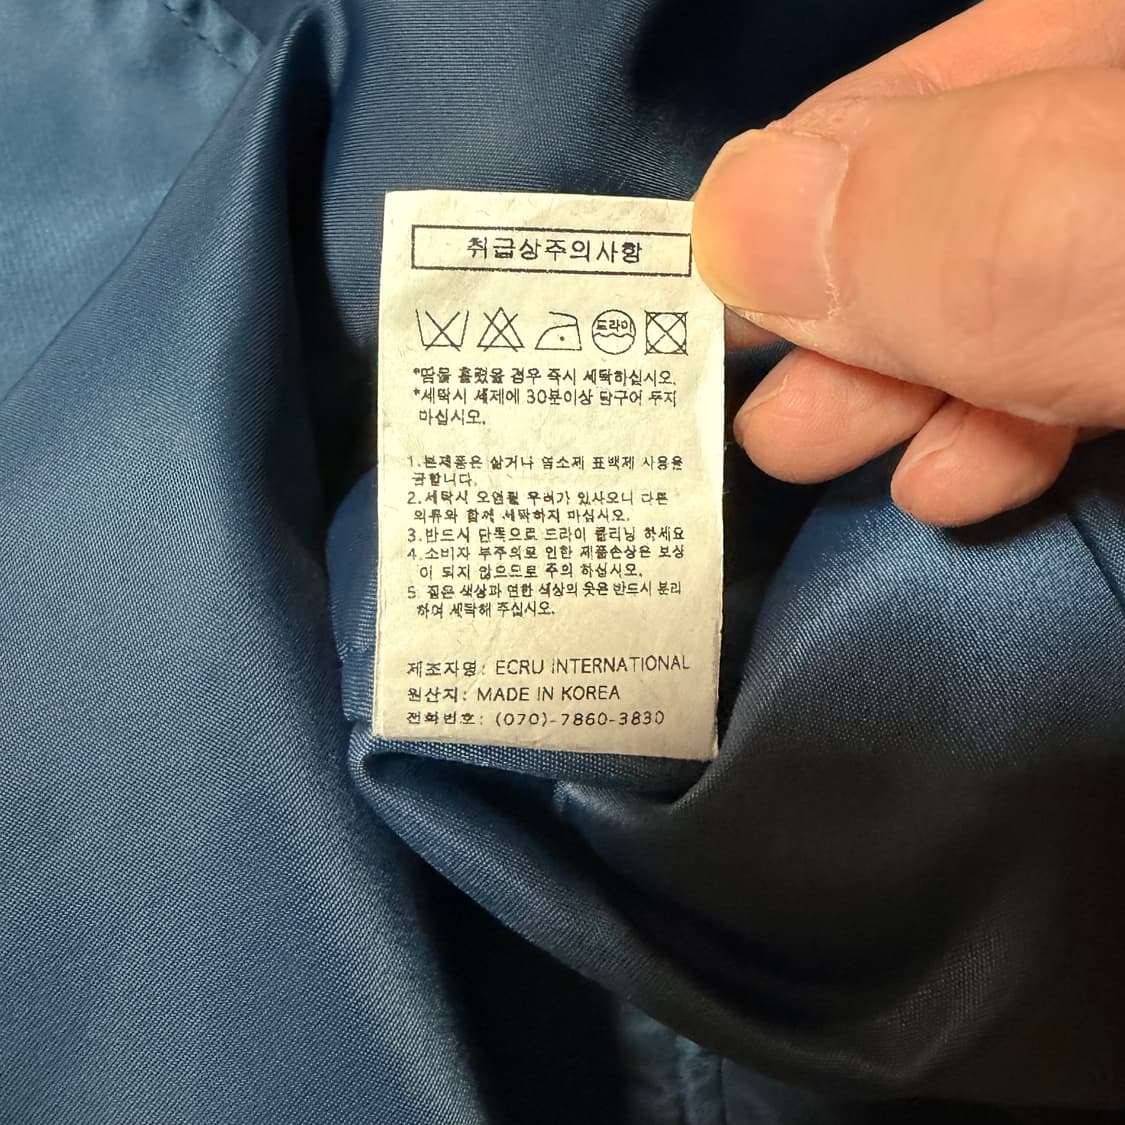 취급상주의사항
드라이
*땀을 흘렸을 경우 즉시 세탁하십시오.
*세탁시 세제에 30분이상 담구어 두지
마십시오.
1.본제품은 삶거나 염소제 표백제 사용을
금합니다.
2.세탁시 오염될 우려가 있사오니 다른
의류와 함께 세탁하지 마십시오.
3.반드시 단독으로 드라이 클리닝 하세요
4.소비자 부주의로 인한 제품손상은 보상
이 되지 않으므로 주의 하십시오.
5.짙은 색상과 연한 색상의 옷은 반드시 분리
하여 세탁해 주십시오.
제조자명: ECRU INTERNATIONAL
원산지: MADE IN KOREA
전화번호: (070)-7860-3830